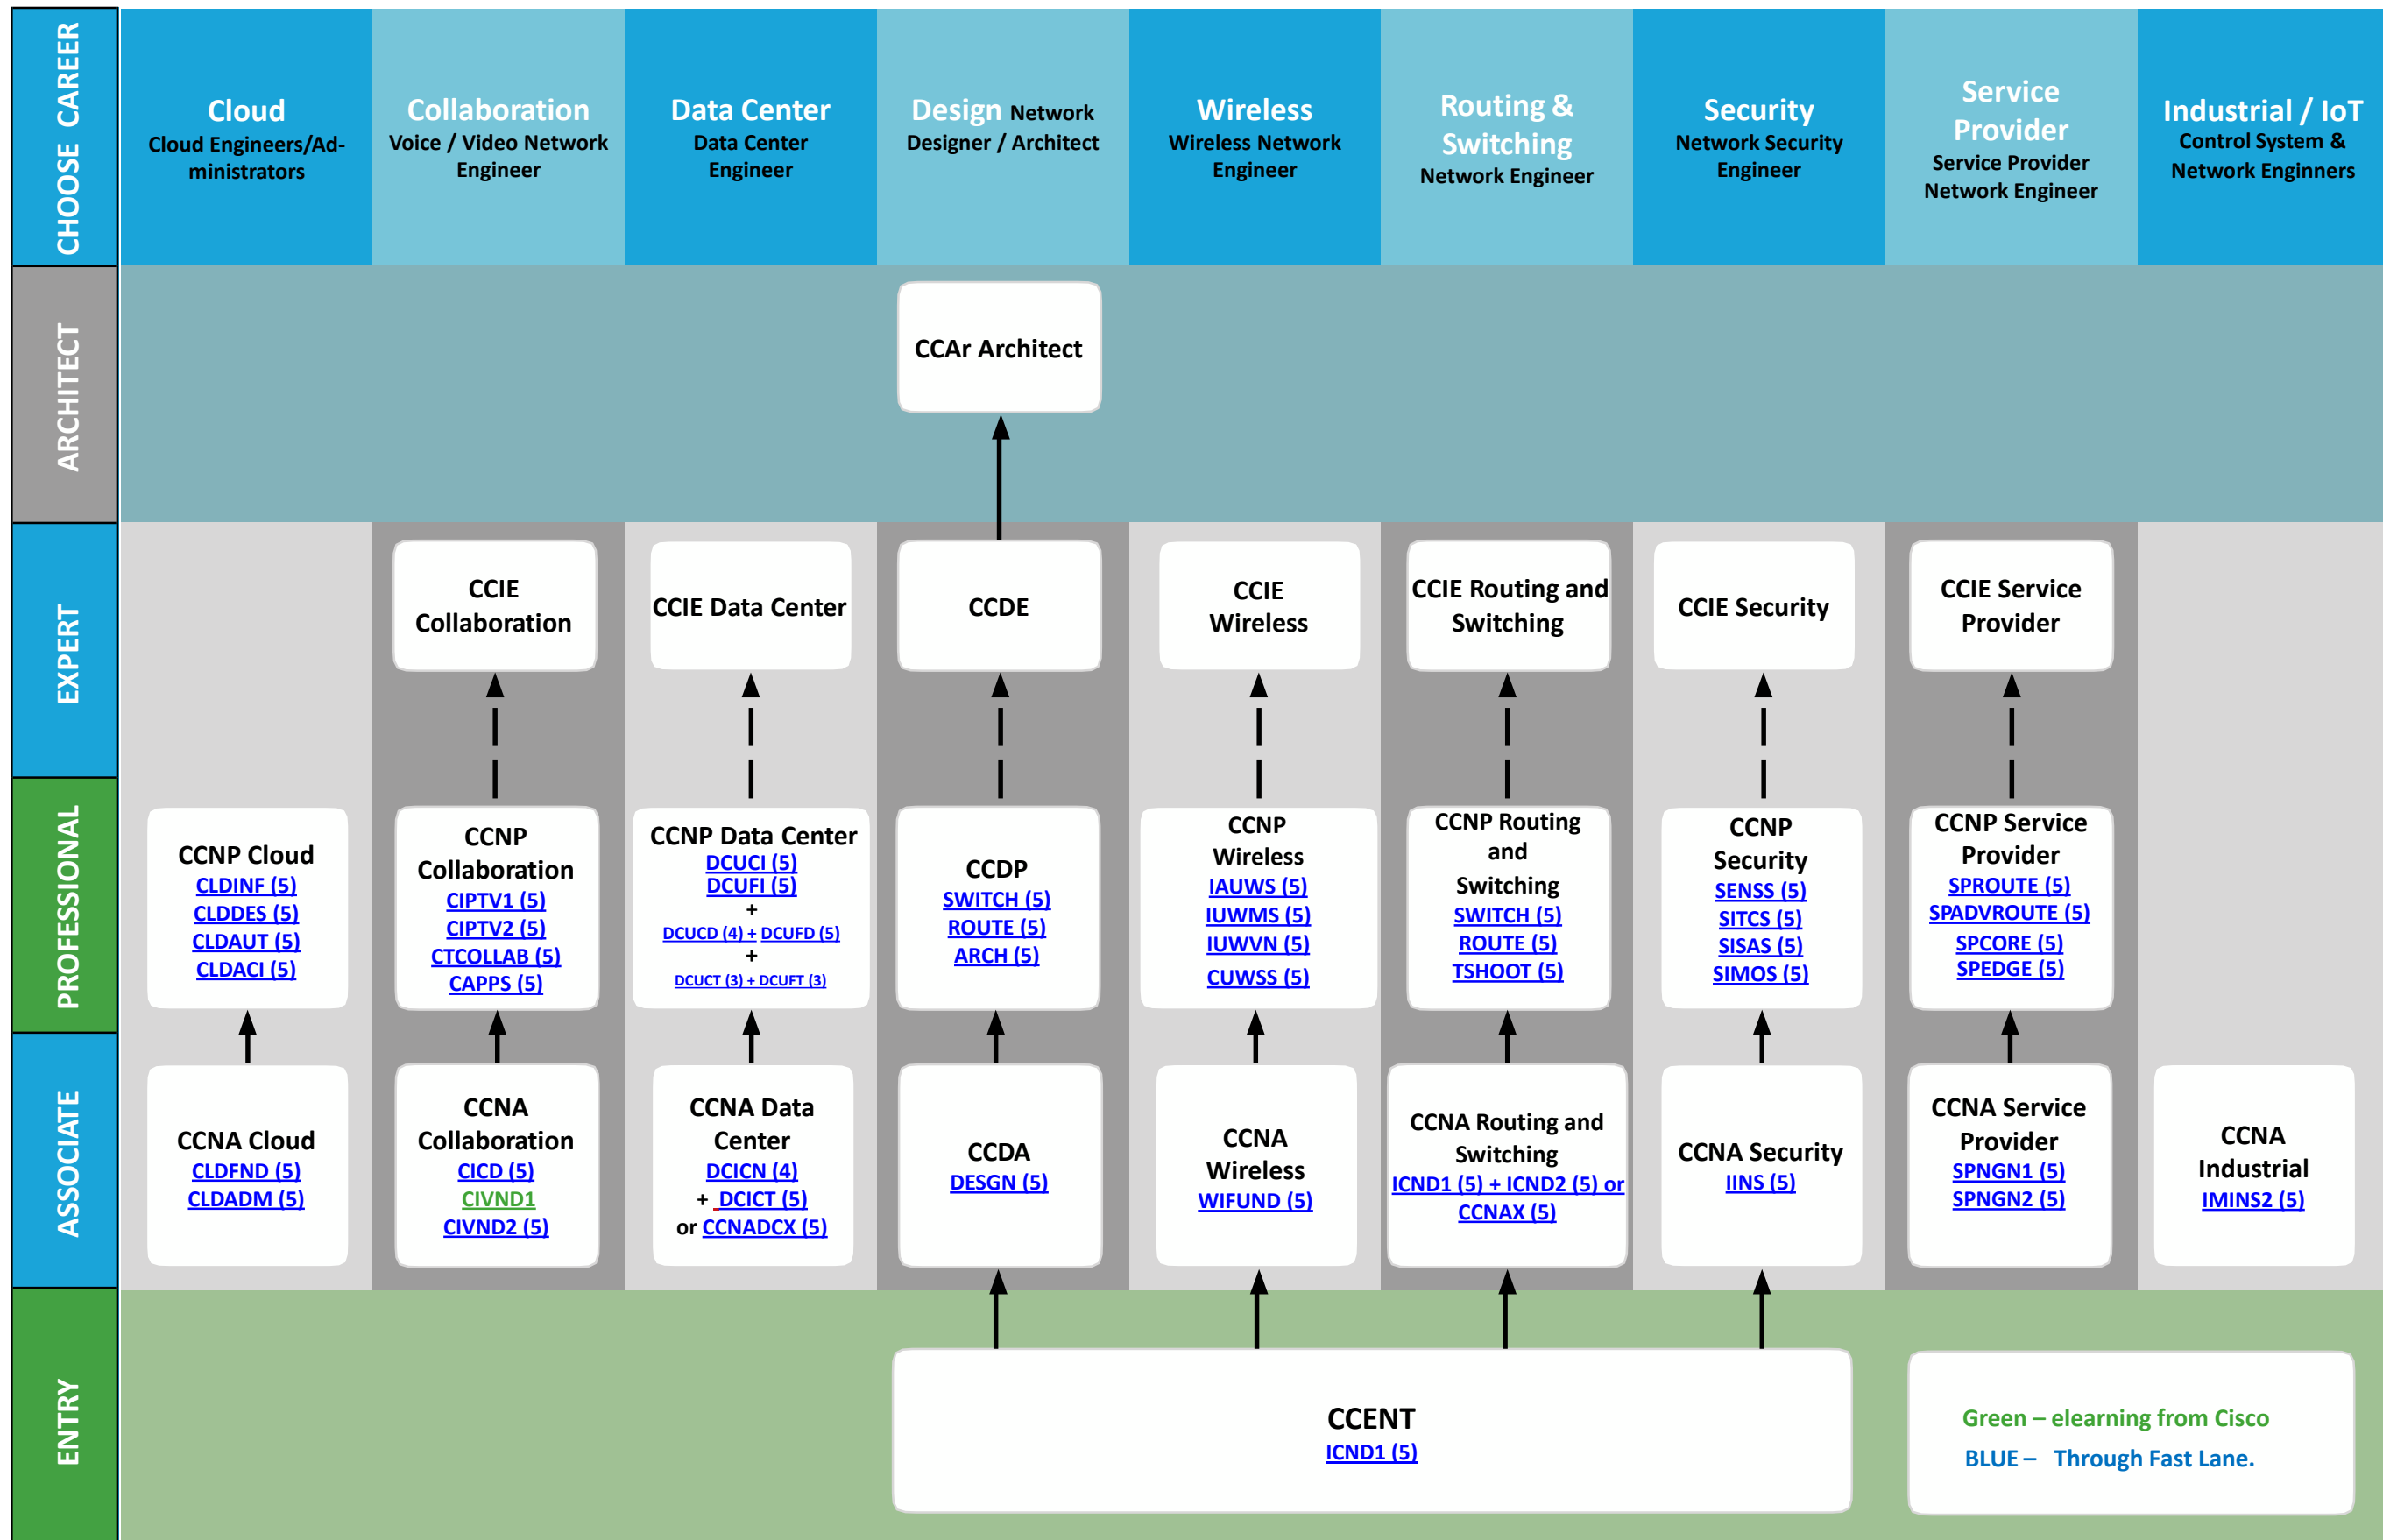 CHOOSE CAREER
Cloud
Cloud Engineers/Ad-
ministrators
Collaboration
Voice / Video Network
Engineer
Data Center
Data Center
Engineer
Design Network
Designer / Architect
Wireless
Wireless Network
Engineer
Routing &
Switching
Network Engineer
Security
Network Security
Engineer
Service
Provider
Service Provider
Network Engineer
Industrial / IoT
Control System &
Network Enginners
ARCHITECT
CCAr Architect
EXPERT
CCIE
Collaboration
CCIE Data Center
CCDE
CCIE
Wireless
CCIE Routing and
Switching
CCIE Security
CCIE Service
Provider
PROFESSIONAL
CCNP Cloud
CLDINF (5)
CLDDES (5)
CLDAUT (5)
CLDACI (5)
CCNP
Collaboration
CIPTV1 (5)
CIPTV2 (5)
CTCOLLAB (5)
CAPPS (5)
CCNP Data Center
DCUCI (5)
DCUFI (5)
+
DCUCD (4) + DCUFD (5)
+
DCUCT (3) + DCUFT (3)
CCDP
SWITCH (5)
ROUTE (5)
ARCH (5)
CCNP
Wireless
IAUWS (5)
IUWMS (5)
IUWVN (5)
CUWSS (5)
CCNP Routing
and
Switching
SWITCH (5)
ROUTE (5)
TSHOOT (5)
CCNP
Security
SENSS (5)
SITCS (5)
SISAS (5)
SIMOS (5)
CCNP Service
Provider
SPROUTE (5)
SPADVROUTE (5)
SPCORE (5)
SPEDGE (5)
ASSOCIATE
CCNA Cloud
CLDFND (5)
CLDADM (5)
CCNA
Collaboration
CICD (5)
CIVND1
CIVND2 (5)
CCNA Data
Center
DCICN (4)
+ DCICT (5)
or CCNADCX (5)
CCDA
DESGN (5)
CCNA
Wireless
WIFUND (5)
CCNA Routing and
Switching
ICND1 (5) + ICND2 (5) or
CCNAX (5)
CCNA Security
IINS (5)
CCNA Service
Provider
SPNGN1 (5)
SPNGN2 (5)
CCNA
Industrial
IMINS2 (5)
ENTRY
CCENT
ICND1 (5)
Green – elearning from Cisco
BLUE – Through Fast Lane.